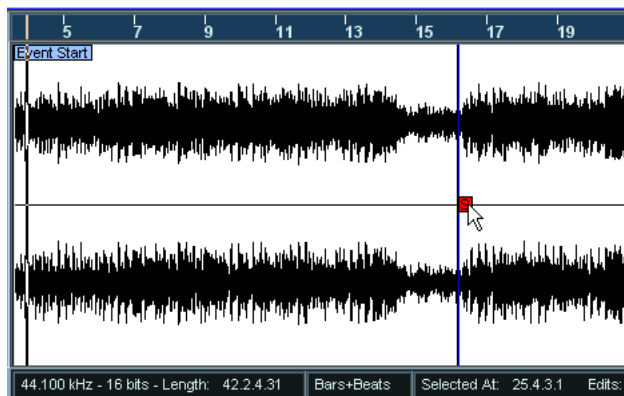 5 7 9 11 13 15 17 19
Event Start
S
44.100 kHz - 16 bits - Length: 42.2.4.31 Bars+Beats Selected At: 25.4.3.1 Edits: